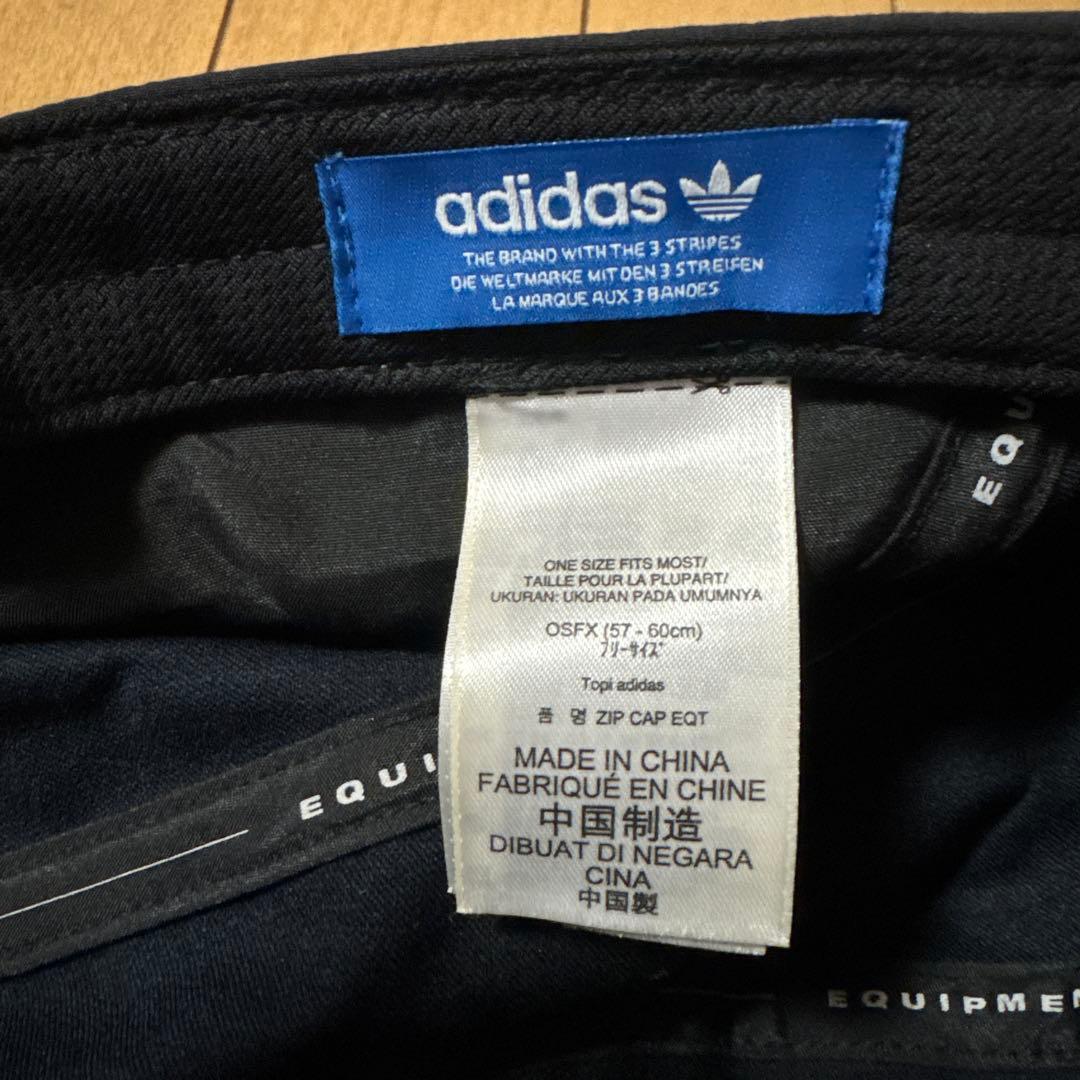 adidas
THE BRAND WITH THE 3 STRIPES
DIE WELTMARKE MIT DEN 3 STREIFEN
LA MARQUE AUX 3 BANDES
EQU
ONE SIZE FITS MOST/
TAILLE POUR LA PLUPART/
UKURAN: UKURAN PADA UMUMNYA
OSFX (57 - 60cm)
フリーサイズ
Topi adidas
품 명 ZIP CAP EQT
MADE IN CHINA
FABRIQUÉ EN CHINE
中国制造
DIBUAT DI NEGARA
CINA
中国製
EQUI
EQUIPMEN